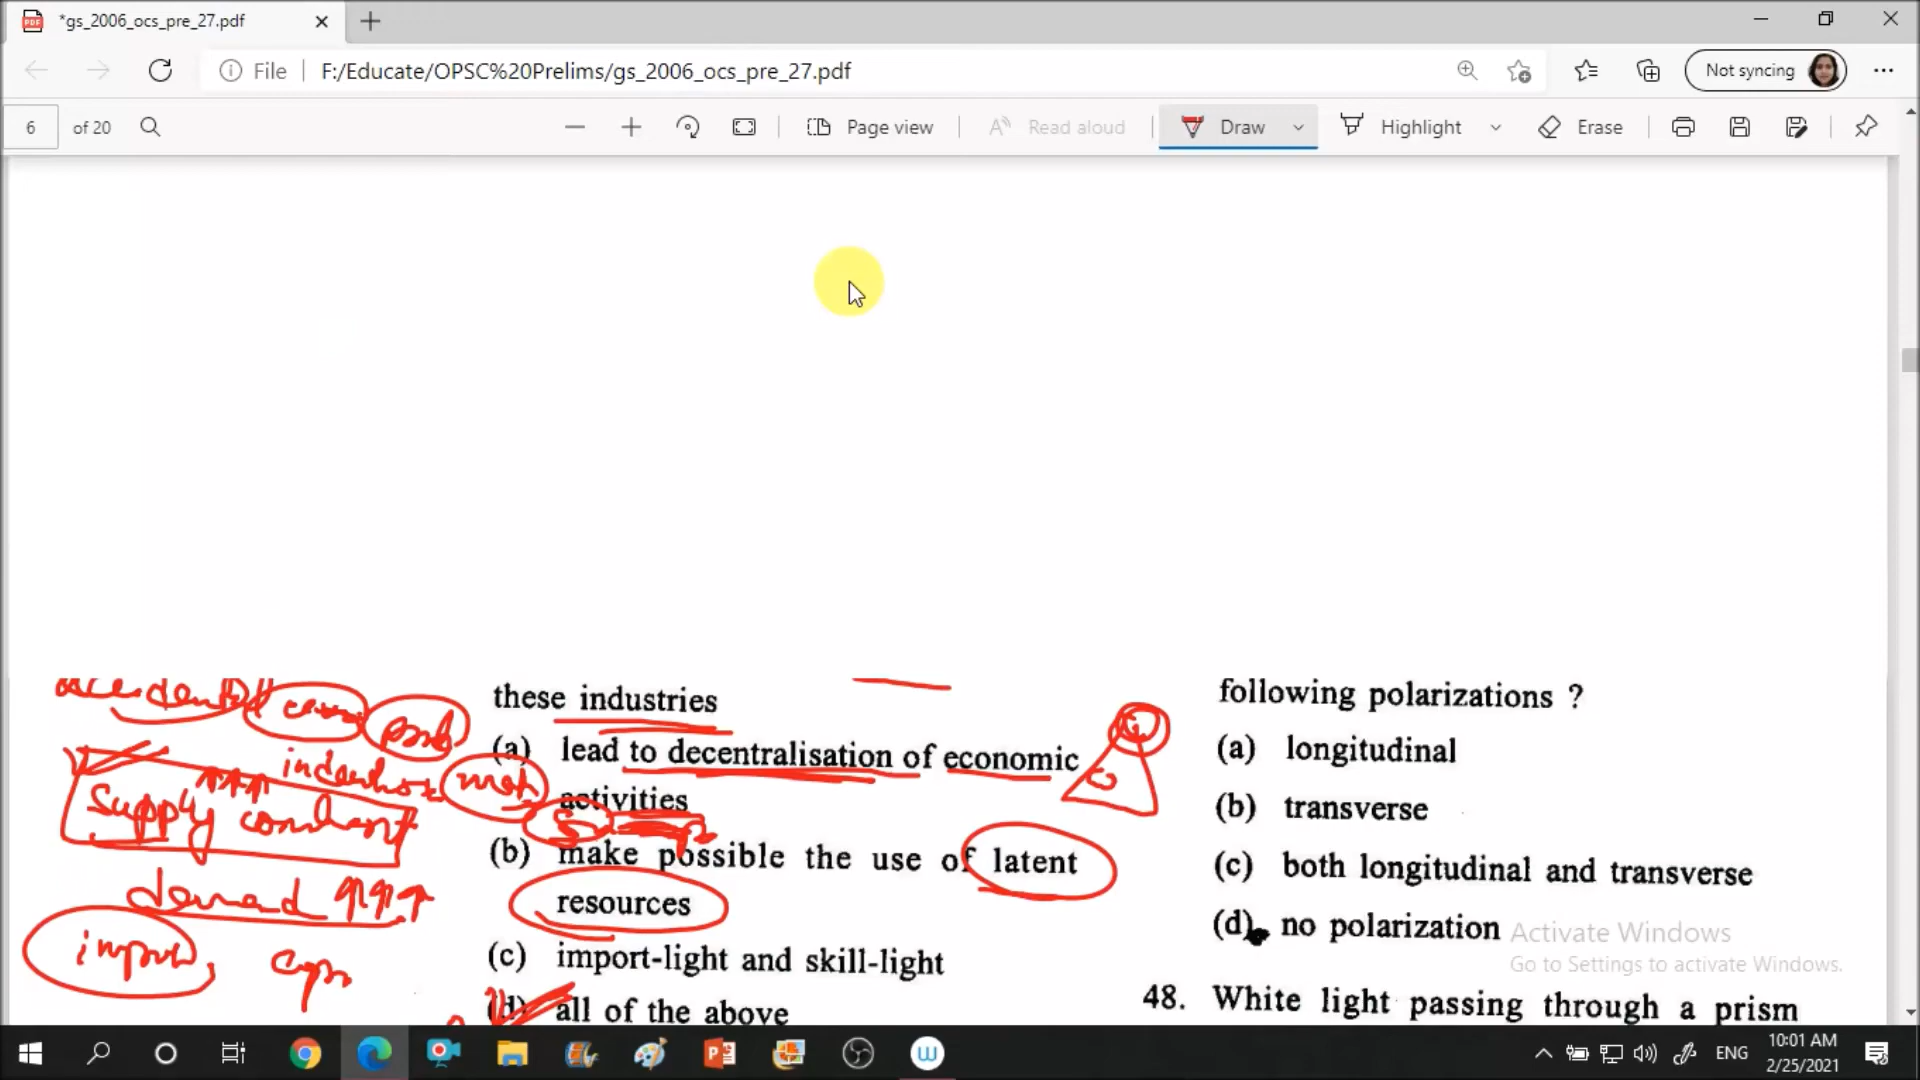 *gs_2006_ocs_pre_27.pdf
File
F:/Educate/OPSC%20Prelims/gs_2006_ocs_pre_27.pdf
Not syncing
6 of 20
Page view
Read aloud
Draw
Highlight
Erase
these industries
(a) lead to decentralisation of economic
activities
(b) make possible the use of latent
resources
(c) import-light and skill-light
(d) all of the above
supply constant
demand
import,
following polarizations ?
(a) longitudinal
(b) transverse
(c) both longitudinal and transverse
(d) no polarization
48. White light passing through a prism
Activate Windows
Go to Settings to activate Windows.
ENG
10:01 AM
2/25/2021